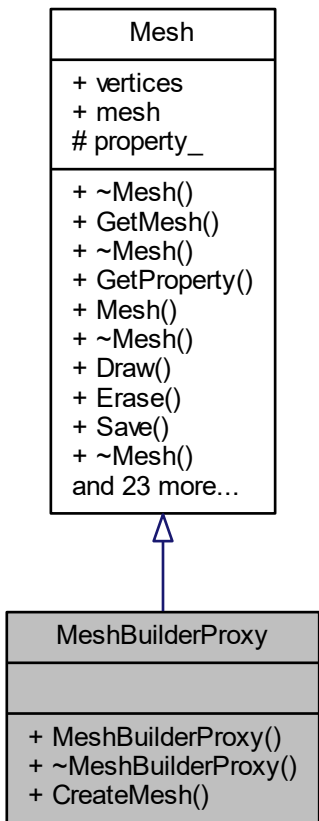 Mesh
+ vertices
+ mesh
# property_
+ ~Mesh()
+ GetMesh()
+ ~Mesh()
+ GetProperty()
+ Mesh()
+ ~Mesh()
+ Draw()
+ Erase()
+ Save()
+ ~Mesh()
and 23 more...
MeshBuilderProxy
+ MeshBuilderProxy()
+ ~MeshBuilderProxy()
+ CreateMesh()